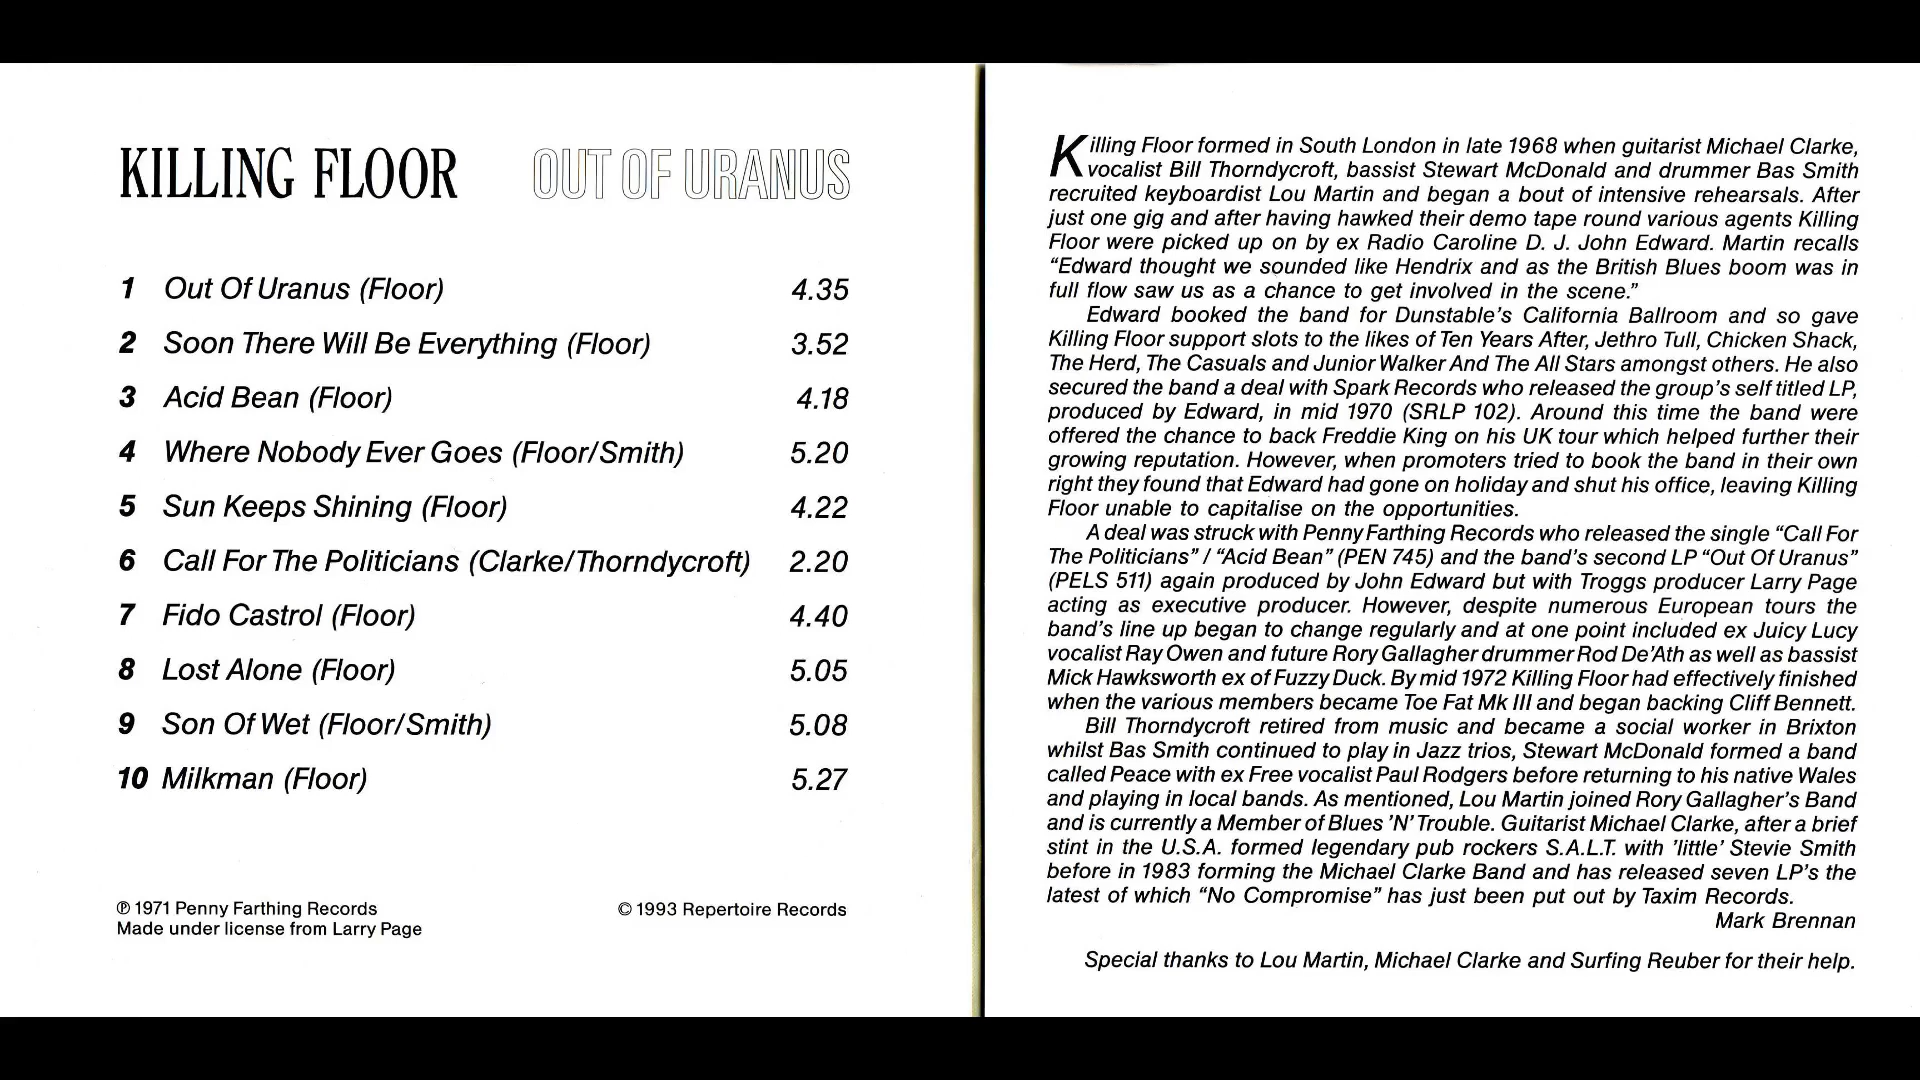 KILLING FLOOR OUT OF URANUS
1 Out Of Uranus (Floor) 4.35
2 Soon There Will Be Everything (Floor) 3.52
3 Acid Bean (Floor) 4.18
4 Where Nobody Ever Goes (Floor/Smith) 5.20
5 Sun Keeps Shining (Floor) 4.22
6 Call For The Politicians (Clarke/Thorndycroft) 2.20
7 Fido Castrol (Floor) 4.40
8 Lost Alone (Floor) 5.05
9 Son Of Wet (Floor/Smith) 5.08
10 Milkman (Floor) 5.27
℗ 1971 Penny Farthing Records © 1993 Repertoire Records
Made under license from Larry Page
Killing Floor formed in South London in late 1968 when guitarist Michael Clarke,
vocalist Bill Thorndycroft, bassist Stewart McDonald and drummer Bas Smith
recruited keyboardist Lou Martin and began a bout of intensive rehearsals. After
just one gig and after having hawked their demo tape round various agents Killing
Floor were picked up on by ex Radio Caroline D. J. John Edward. Martin recalls
“Edward thought we sounded like Hendrix and as the British Blues boom was in
full flow saw us as a chance to get involved in the scene.”
Edward booked the band for Dunstable’s California Ballroom and so gave
Killing Floor support slots to the likes of Ten Years After, Jethro Tull, Chicken Shack,
The Herd, The Casuals and Junior Walker And The All Stars amongst others. He also
secured the band a deal with Spark Records who released the group’s self titled LP,
produced by Edward, in mid 1970 (SRLP 102). Around this time the band were
offered the chance to back Freddie King on his UK tour which helped further their
growing reputation. However, when promoters tried to book the band in their own
right they found that Edward had gone on holiday and shut his office, leaving Killing
Floor unable to capitalise on the opportunities.
A deal was struck with Penny Farthing Records who released the single “Call For
The Politicians” / “Acid Bean” (PEN 745) and the band’s second LP “Out Of Uranus”
(PELS 511) again produced by John Edward but with Troggs producer Larry Page
acting as executive producer. However, despite numerous European tours the
band’s line up began to change regularly and at one point included ex Juicy Lucy
vocalist Ray Owen and future Rory Gallagher drummer Rod De’Ath as well as bassist
Mick Hawksworth ex of Fuzzy Duck. By mid 1972 Killing Floor had effectively finished
when the various members became Toe Fat Mk III and began backing Cliff Bennett.
Bill Thorndycroft retired from music and became a social worker in Brixton
whilst Bas Smith continued to play in Jazz trios, Stewart McDonald formed a band
called Peace with ex Free vocalist Paul Rodgers before returning to his native Wales
and playing in local bands. As mentioned, Lou Martin joined Rory Gallagher’s Band
and is currently a Member of Blues ’N’ Trouble. Guitarist Michael Clarke, after a brief
stint in the U.S.A. formed legendary pub rockers S.A.L.T. with ’little’ Stevie Smith
before in 1983 forming the Michael Clarke Band and has released seven LP’s the
latest of which “No Compromise” has just been put out by Taxim Records.
Mark Brennan
Special thanks to Lou Martin, Michael Clarke and Surfing Reuber for their help.